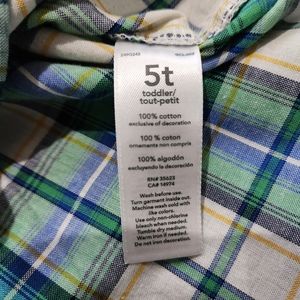 5t
toddler/
tout-petit
100% cotton
exclusive of decoration
100 % coton
ornements non compris
100% algodón
excluyendo la decoración
RN# 35623
CA# 14974
Wash before use.
Turn garment inside out.
Machine wash cold with
like colors.
Use only non-chlorine
bleach when needed.
Tumble dry medium.
Warm iron if needed.
Do not iron decoration.